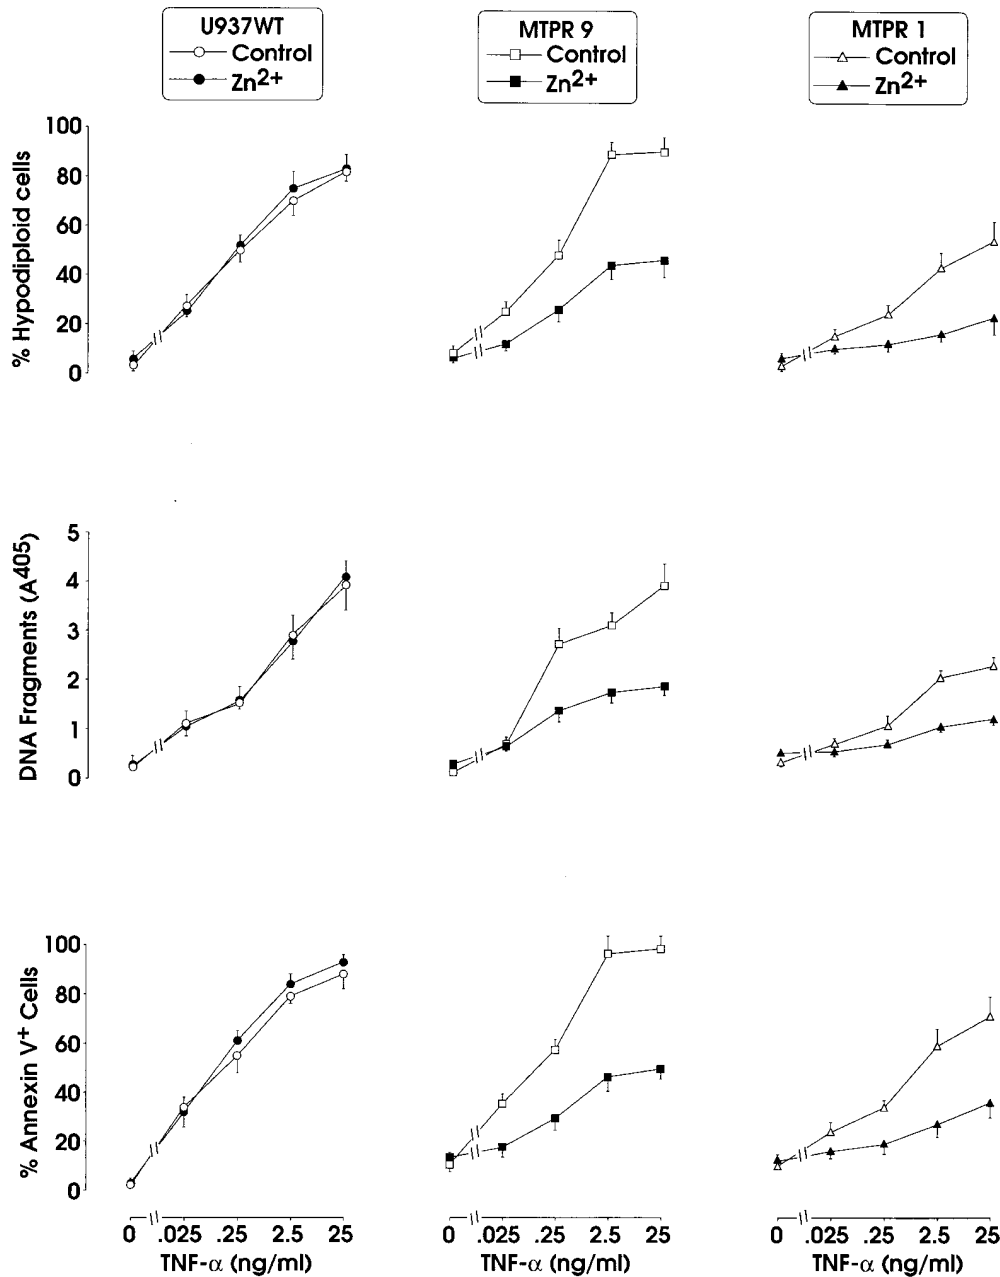 U937WT
Control
Zn2+
MTPR 9
Control
Zn2+
MTPR 1
Control
Zn2+
% Hypodiploid cells
100
80
60
40
20
0
DNA Fragments (A405)
5
4
3
2
1
0
% Annexin V+ Cells
100
80
60
40
20
0
0 .025 .25 2.5 25
TNF-α (ng/ml)
0 .025 .25 2.5 25
TNF-α (ng/ml)
0 .025 .25 2.5 25
TNF-α (ng/ml)